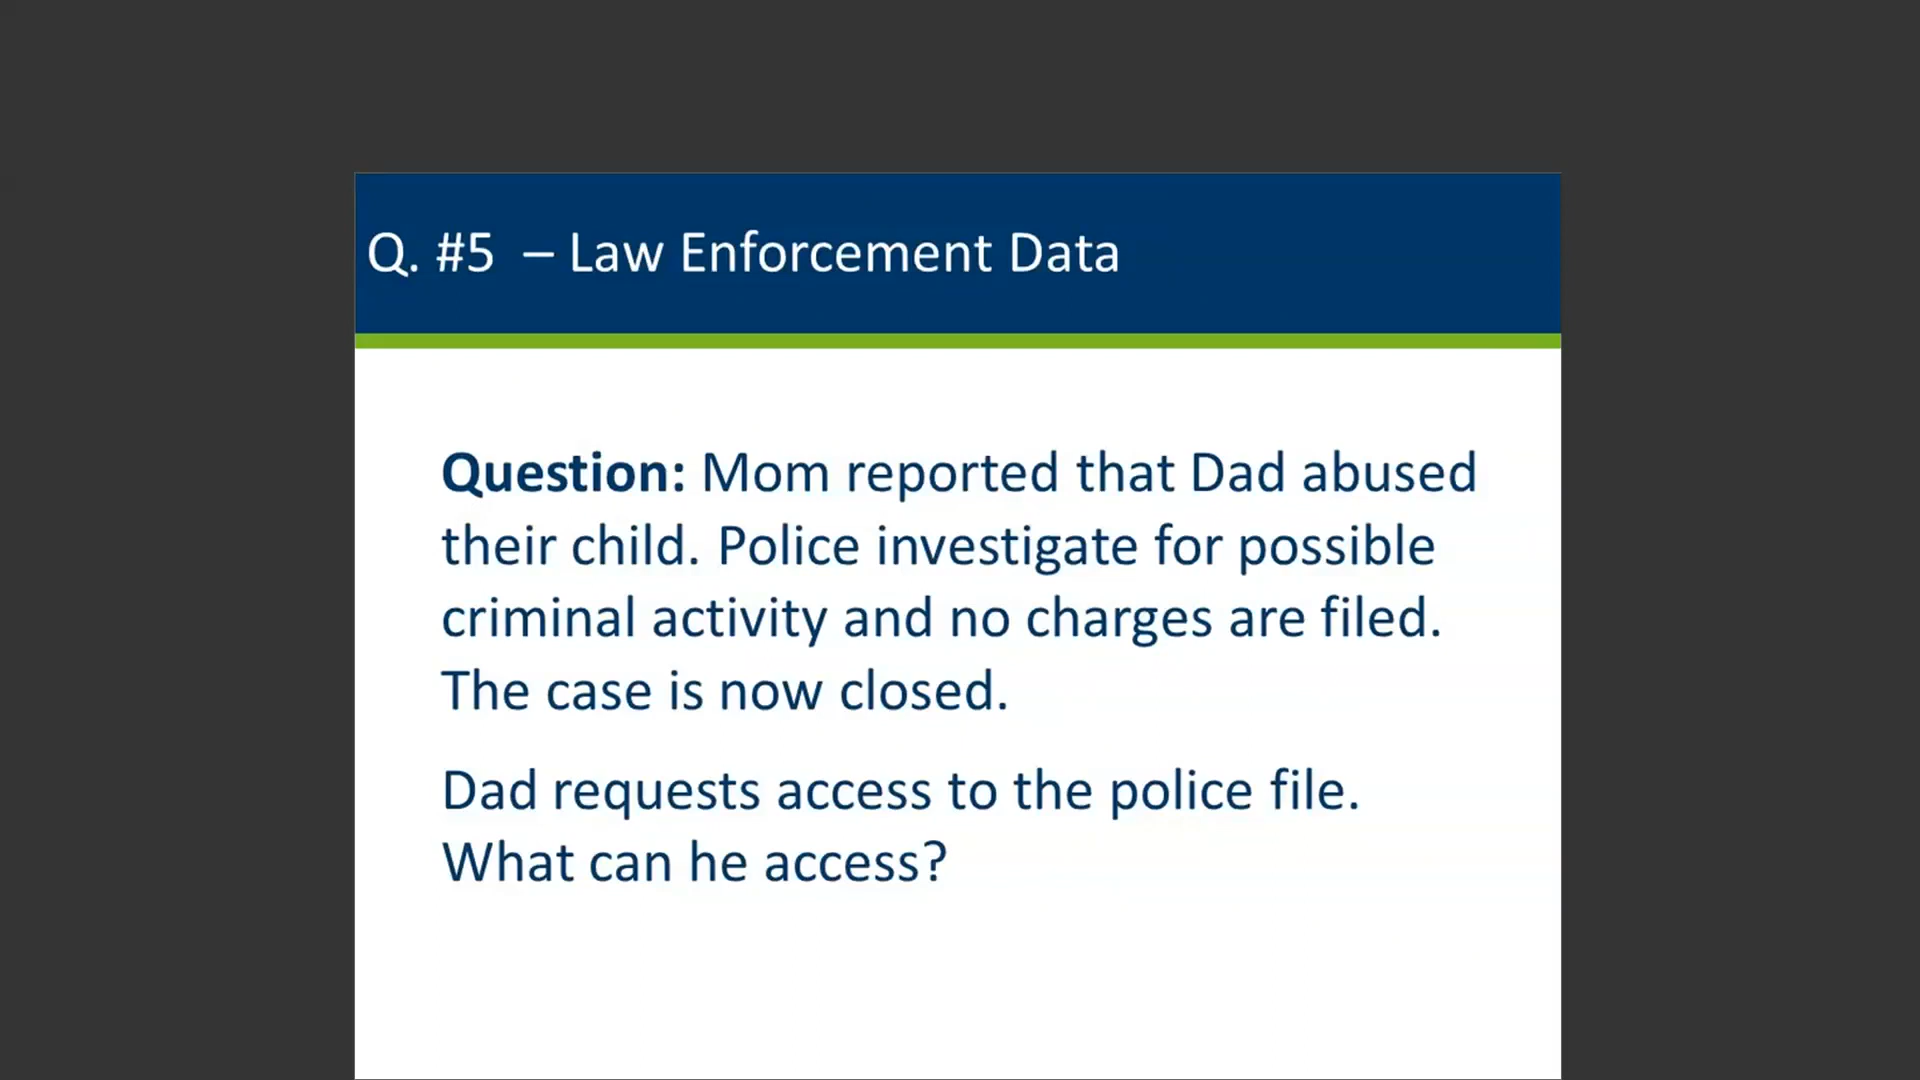 Q. #5 – Law Enforcement Data
Question: Mom reported that Dad abused
their child. Police investigate for possible
criminal activity and no charges are filed.
The case is now closed.
Dad requests access to the police file.
What can he access?